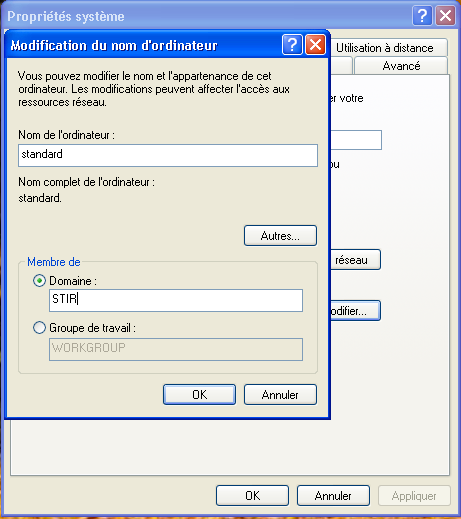 Propriétés système
Modification du nom d'ordinateur
Utilisation à distance
Avancé
Vous pouvez modifier le nom et l'appartenance de cet
ordinateur. Les modifications peuvent affecter l'accès aux
ressources réseau.
er votre
Nom de l'ordinateur :
standard
ou
Nom complet de l'ordinateur :
standard.
Autres...
réseau
Membre de
Domaine :
STIR
odifier...
Groupe de travail :
WORKGROUP
OK
Annuler
OK
Annuler
Appliquer